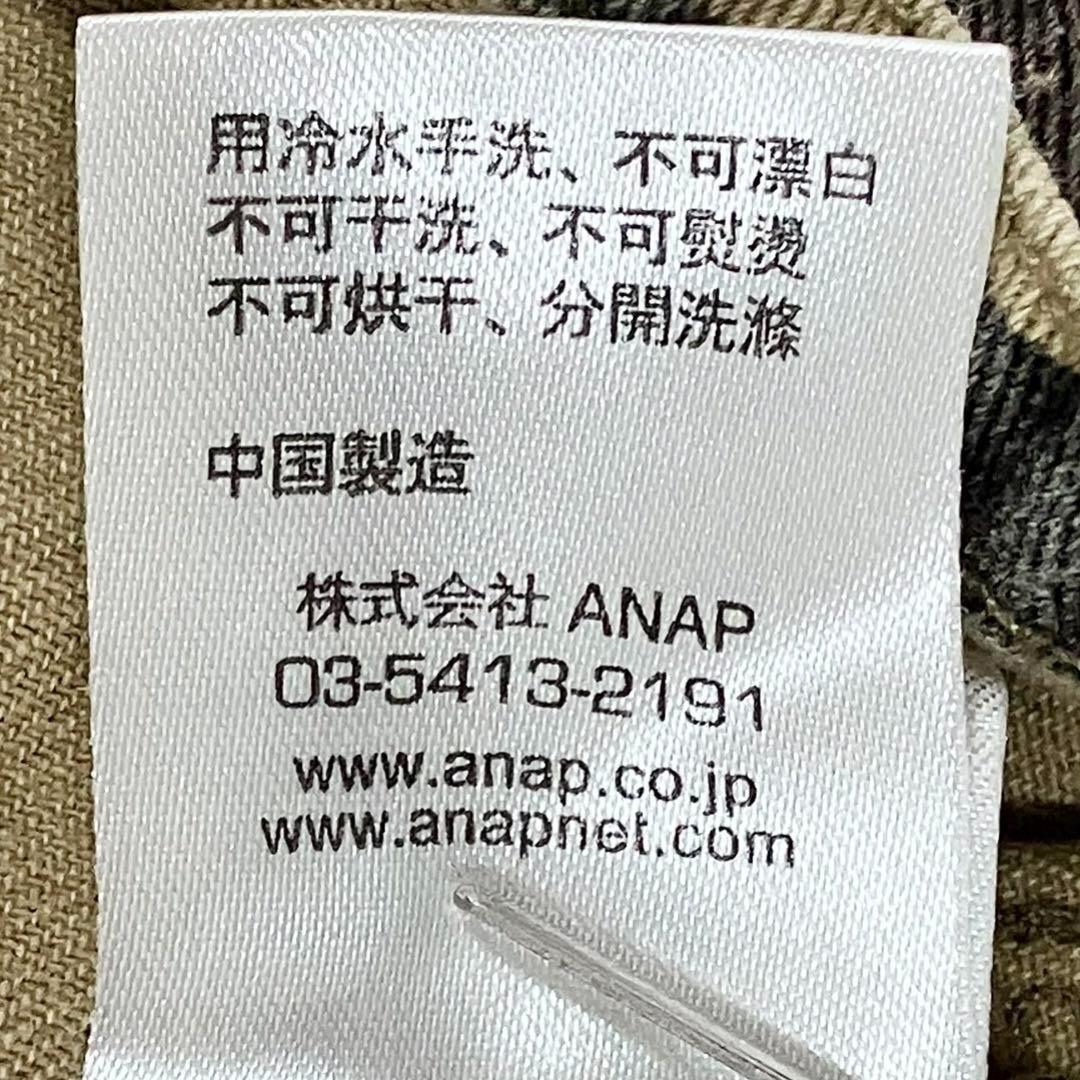 用冷水手洗、不可漂白
不可干洗、不可熨燙
不可烘干、分開洗滌
中国製造
株式会社 ANAP
03-5413-2191
www.anap.co.jp
www.anapnet.com